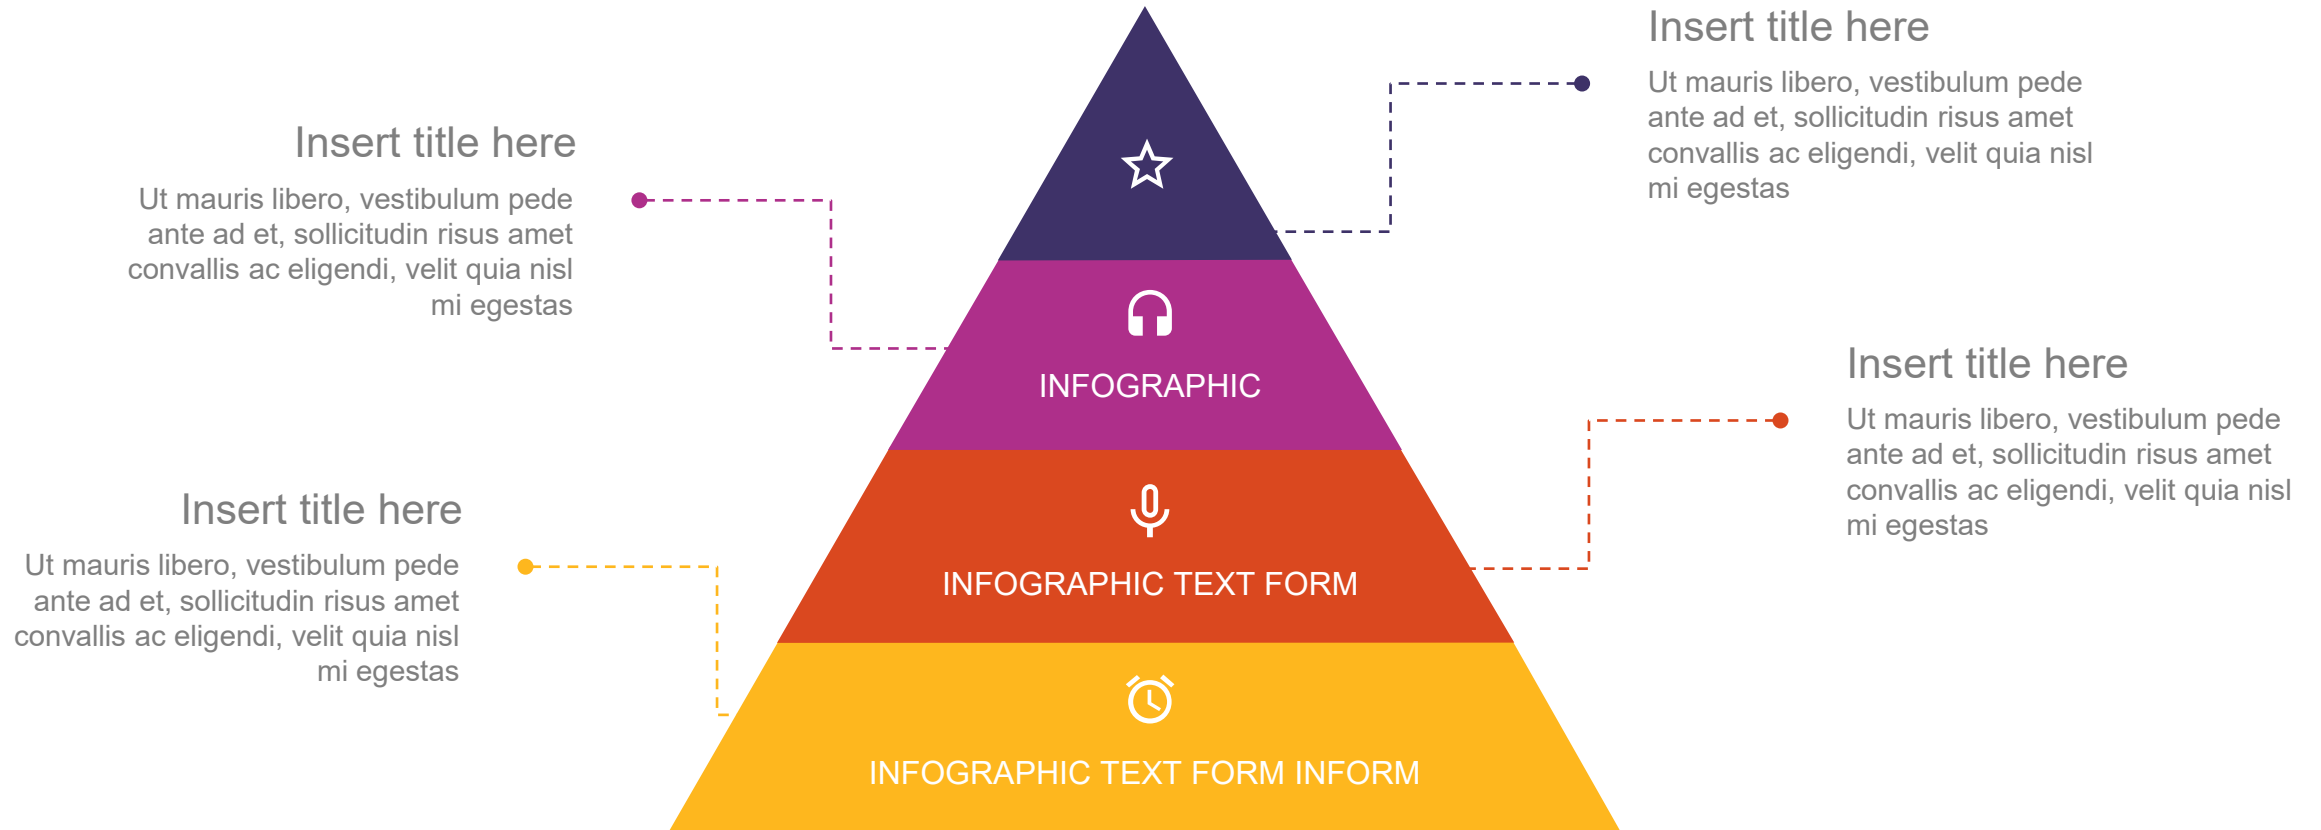 Insert title here
Ut mauris libero, vestibulum pede
ante ad et, sollicitudin risus amet
convallis ac eligendi, velit quia nisl
mi egestas
Insert title here
Ut mauris libero, vestibulum pede
ante ad et, sollicitudin risus amet
convallis ac eligendi, velit quia nisl
mi egestas
INFOGRAPHIC
Insert title here
Ut mauris libero, vestibulum pede
ante ad et, sollicitudin risus amet
convallis ac eligendi, velit quia nisl
mi egestas
Insert title here
Ut mauris libero, vestibulum pede
ante ad et, sollicitudin risus amet
convallis ac eligendi, velit quia nisl
mi egestas
INFOGRAPHIC TEXT FORM
INFOGRAPHIC TEXT FORM INFORM